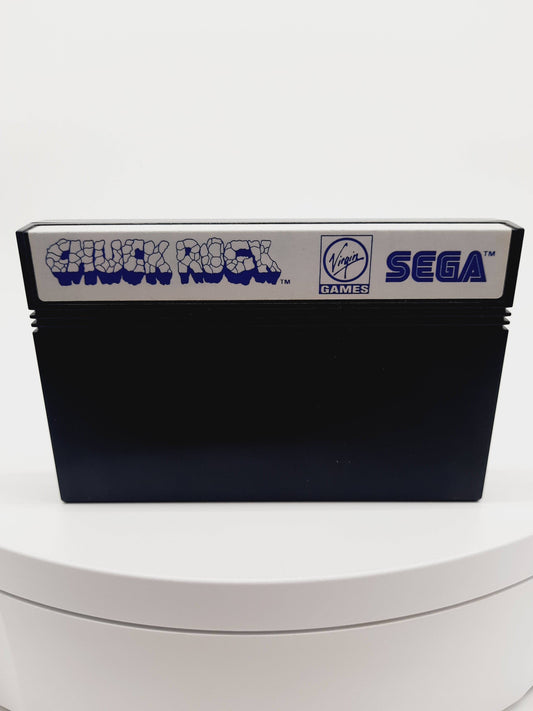 CHUCK ROCK™
Virgin
GAMES
SEGA™